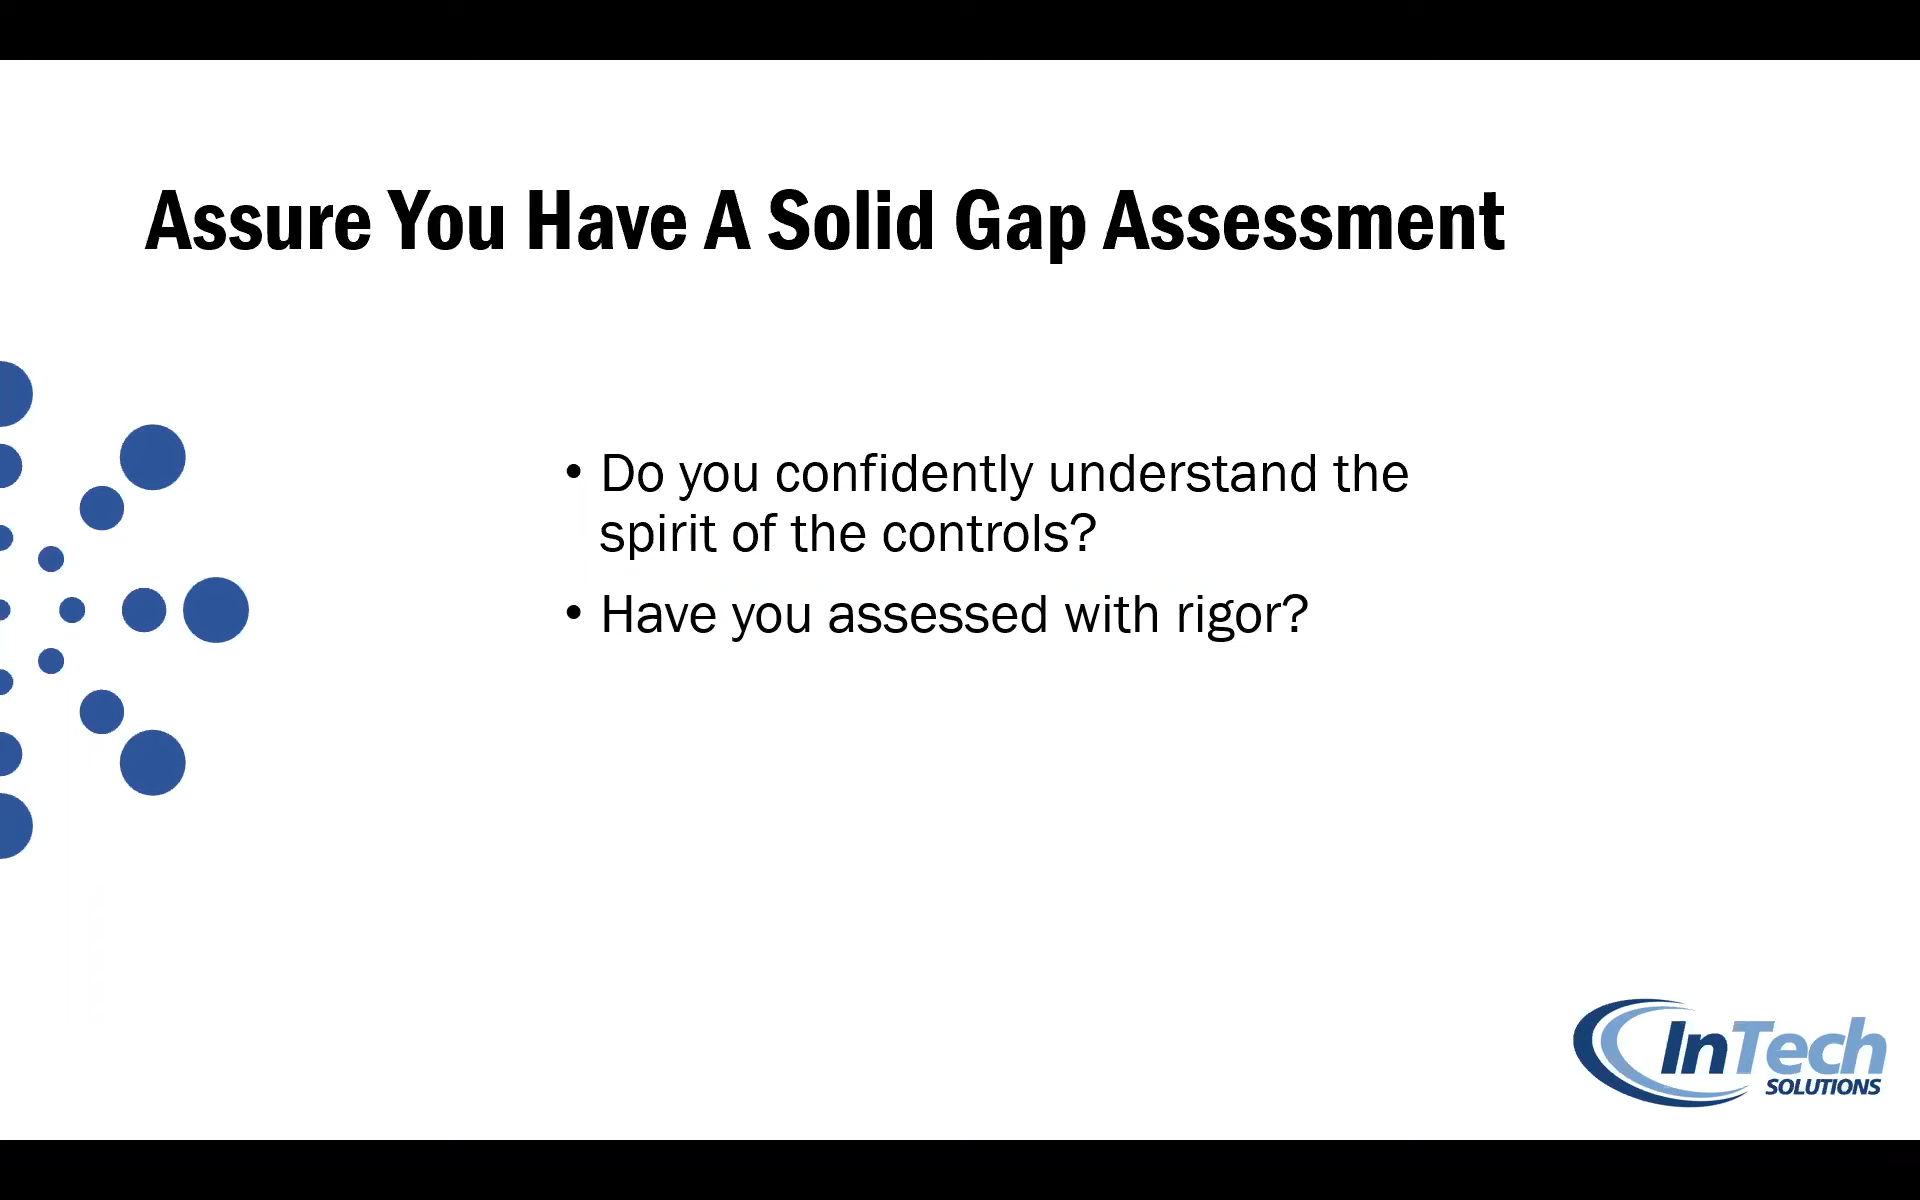 Assure You Have A Solid Gap Assessment
• Do you confidently understand the
spirit of the controls?
• Have you assessed with rigor?
InTech
SOLUTIONS